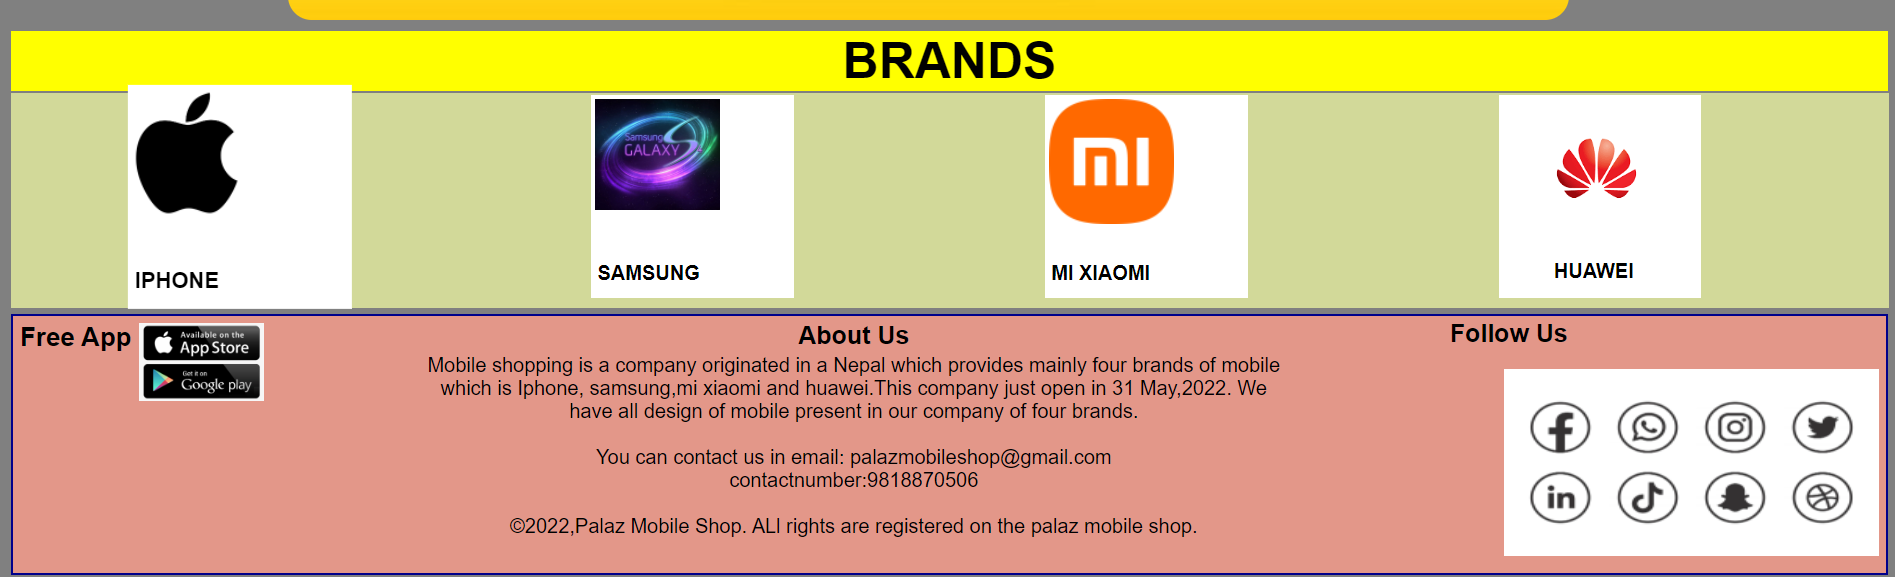 BRANDS
Samsung
GALAXY
IPHONE
SAMSUNG
MI XIAOMI
HUAWEI
Free App
Available on the
App Store
Get it on
Google play
About Us
Mobile shopping is a company originated in a Nepal which provides mainly four brands of mobile
which is Iphone, samsung,mi xiaomi and huawei.This company just open in 31 May,2022. We
have all design of mobile present in our company of four brands.
You can contact us in email: palazmobileshop@gmail.com
contactnumber:9818870506
©2022,Palaz Mobile Shop. ALl rights are registered on the palaz mobile shop.
Follow Us
in